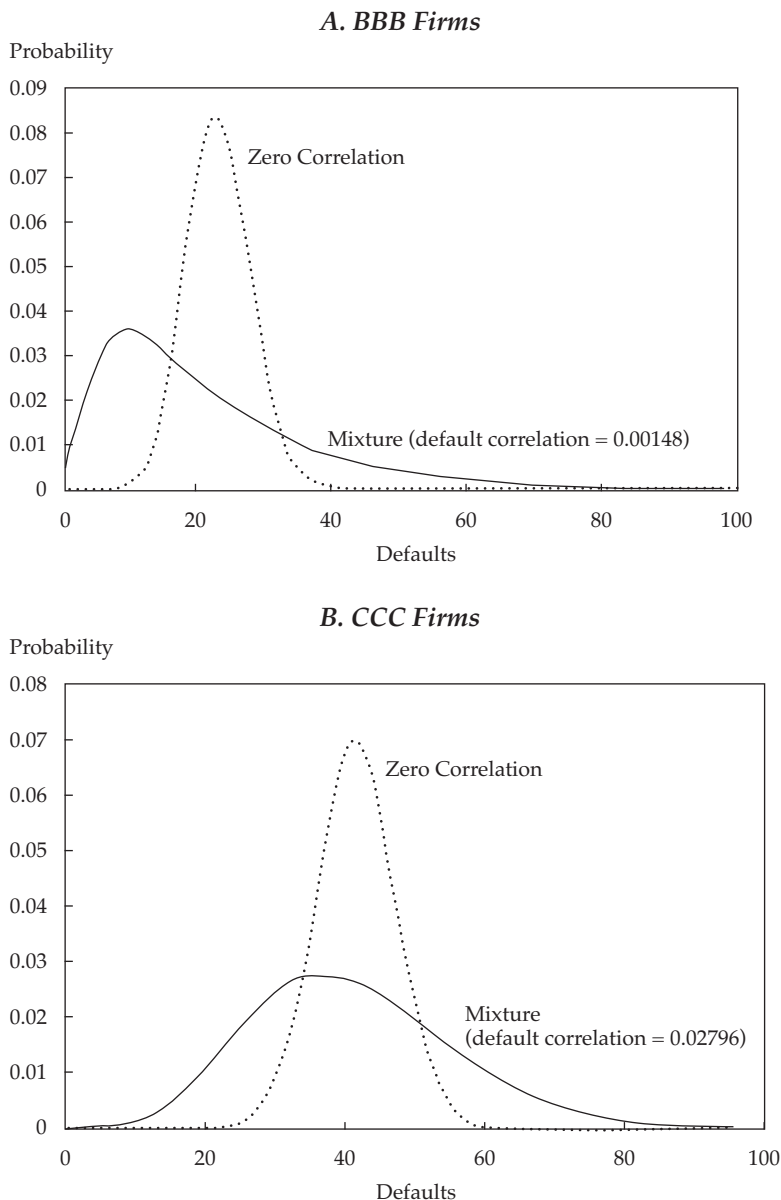 A. BBB Firms
Probability
0.09
0.08
0.07
0.06
0.05
0.04
0.03
0.02
0.01
0
Zero Correlation
Mixture (default correlation = 0.00148)
0 20 40 60 80 100
Defaults
B. CCC Firms
Probability
0.08
0.07
0.06
0.05
0.04
0.03
0.02
0.01
0
Zero Correlation
Mixture
(default correlation = 0.02796)
0 20 40 60 80 100
Defaults